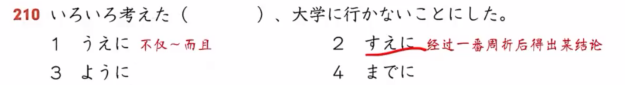 210 いろいろ考えた（　　　　）、大学に行かないことにした。
1 うえに 不仅～而且 2 すえに 经过一番周折后得出某结论
3 ように 4 までに